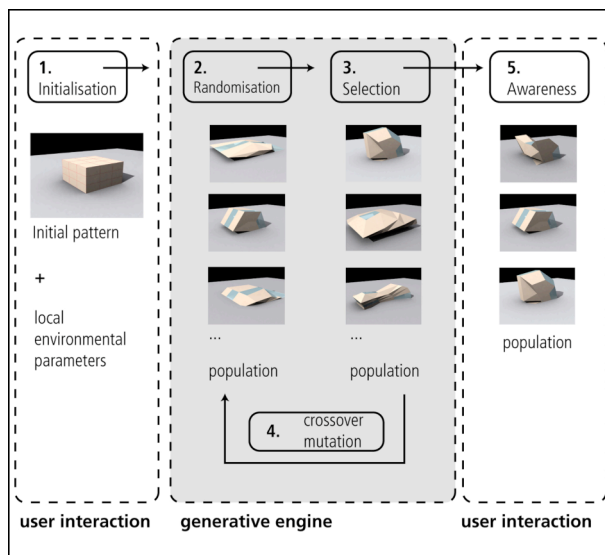 1.
Initialisation
Initial pattern
+
local
environmental
parameters
user interaction
2.
Randomisation
...
population
3.
Selection
...
population
4. crossover
mutation
generative engine
5.
Awareness
population
user interaction